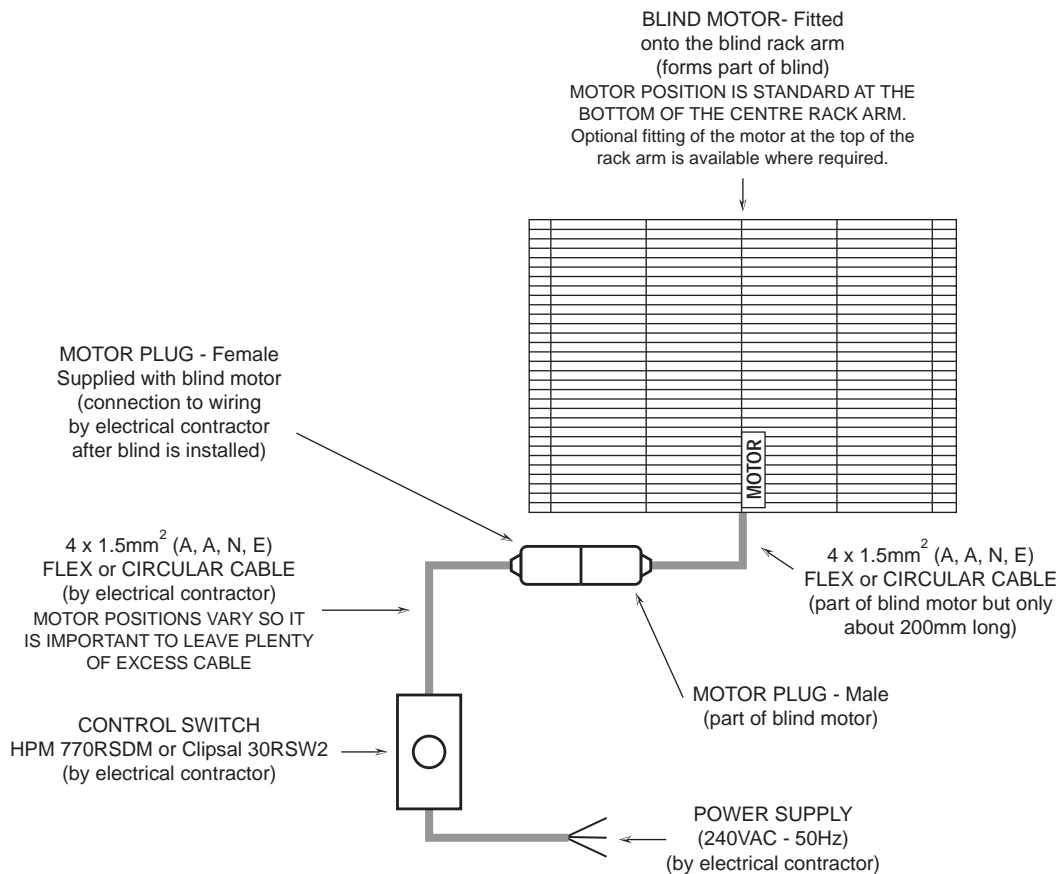 BLIND MOTOR- Fitted
onto the blind rack arm
(forms part of blind)
MOTOR POSITION IS STANDARD AT THE
BOTTOM OF THE CENTRE RACK ARM.
Optional fitting of the motor at the top of the
rack arm is available where required.
MOTOR PLUG - Female
Supplied with blind motor
(connection to wiring
by electrical contractor
after blind is installed)
MOTOR
4 x 1.5mm² (A, A, N, E)
FLEX or CIRCULAR CABLE
(by electrical contractor)
MOTOR POSITIONS VARY SO IT
IS IMPORTANT TO LEAVE PLENTY
OF EXCESS CABLE
4 x 1.5mm² (A, A, N, E)
FLEX or CIRCULAR CABLE
(part of blind motor but only
about 200mm long)
MOTOR PLUG - Male
(part of blind motor)
CONTROL SWITCH
HPM 770RSDM or Clipsal 30RSW2
(by electrical contractor)
POWER SUPPLY
(240VAC - 50Hz)
(by electrical contractor)